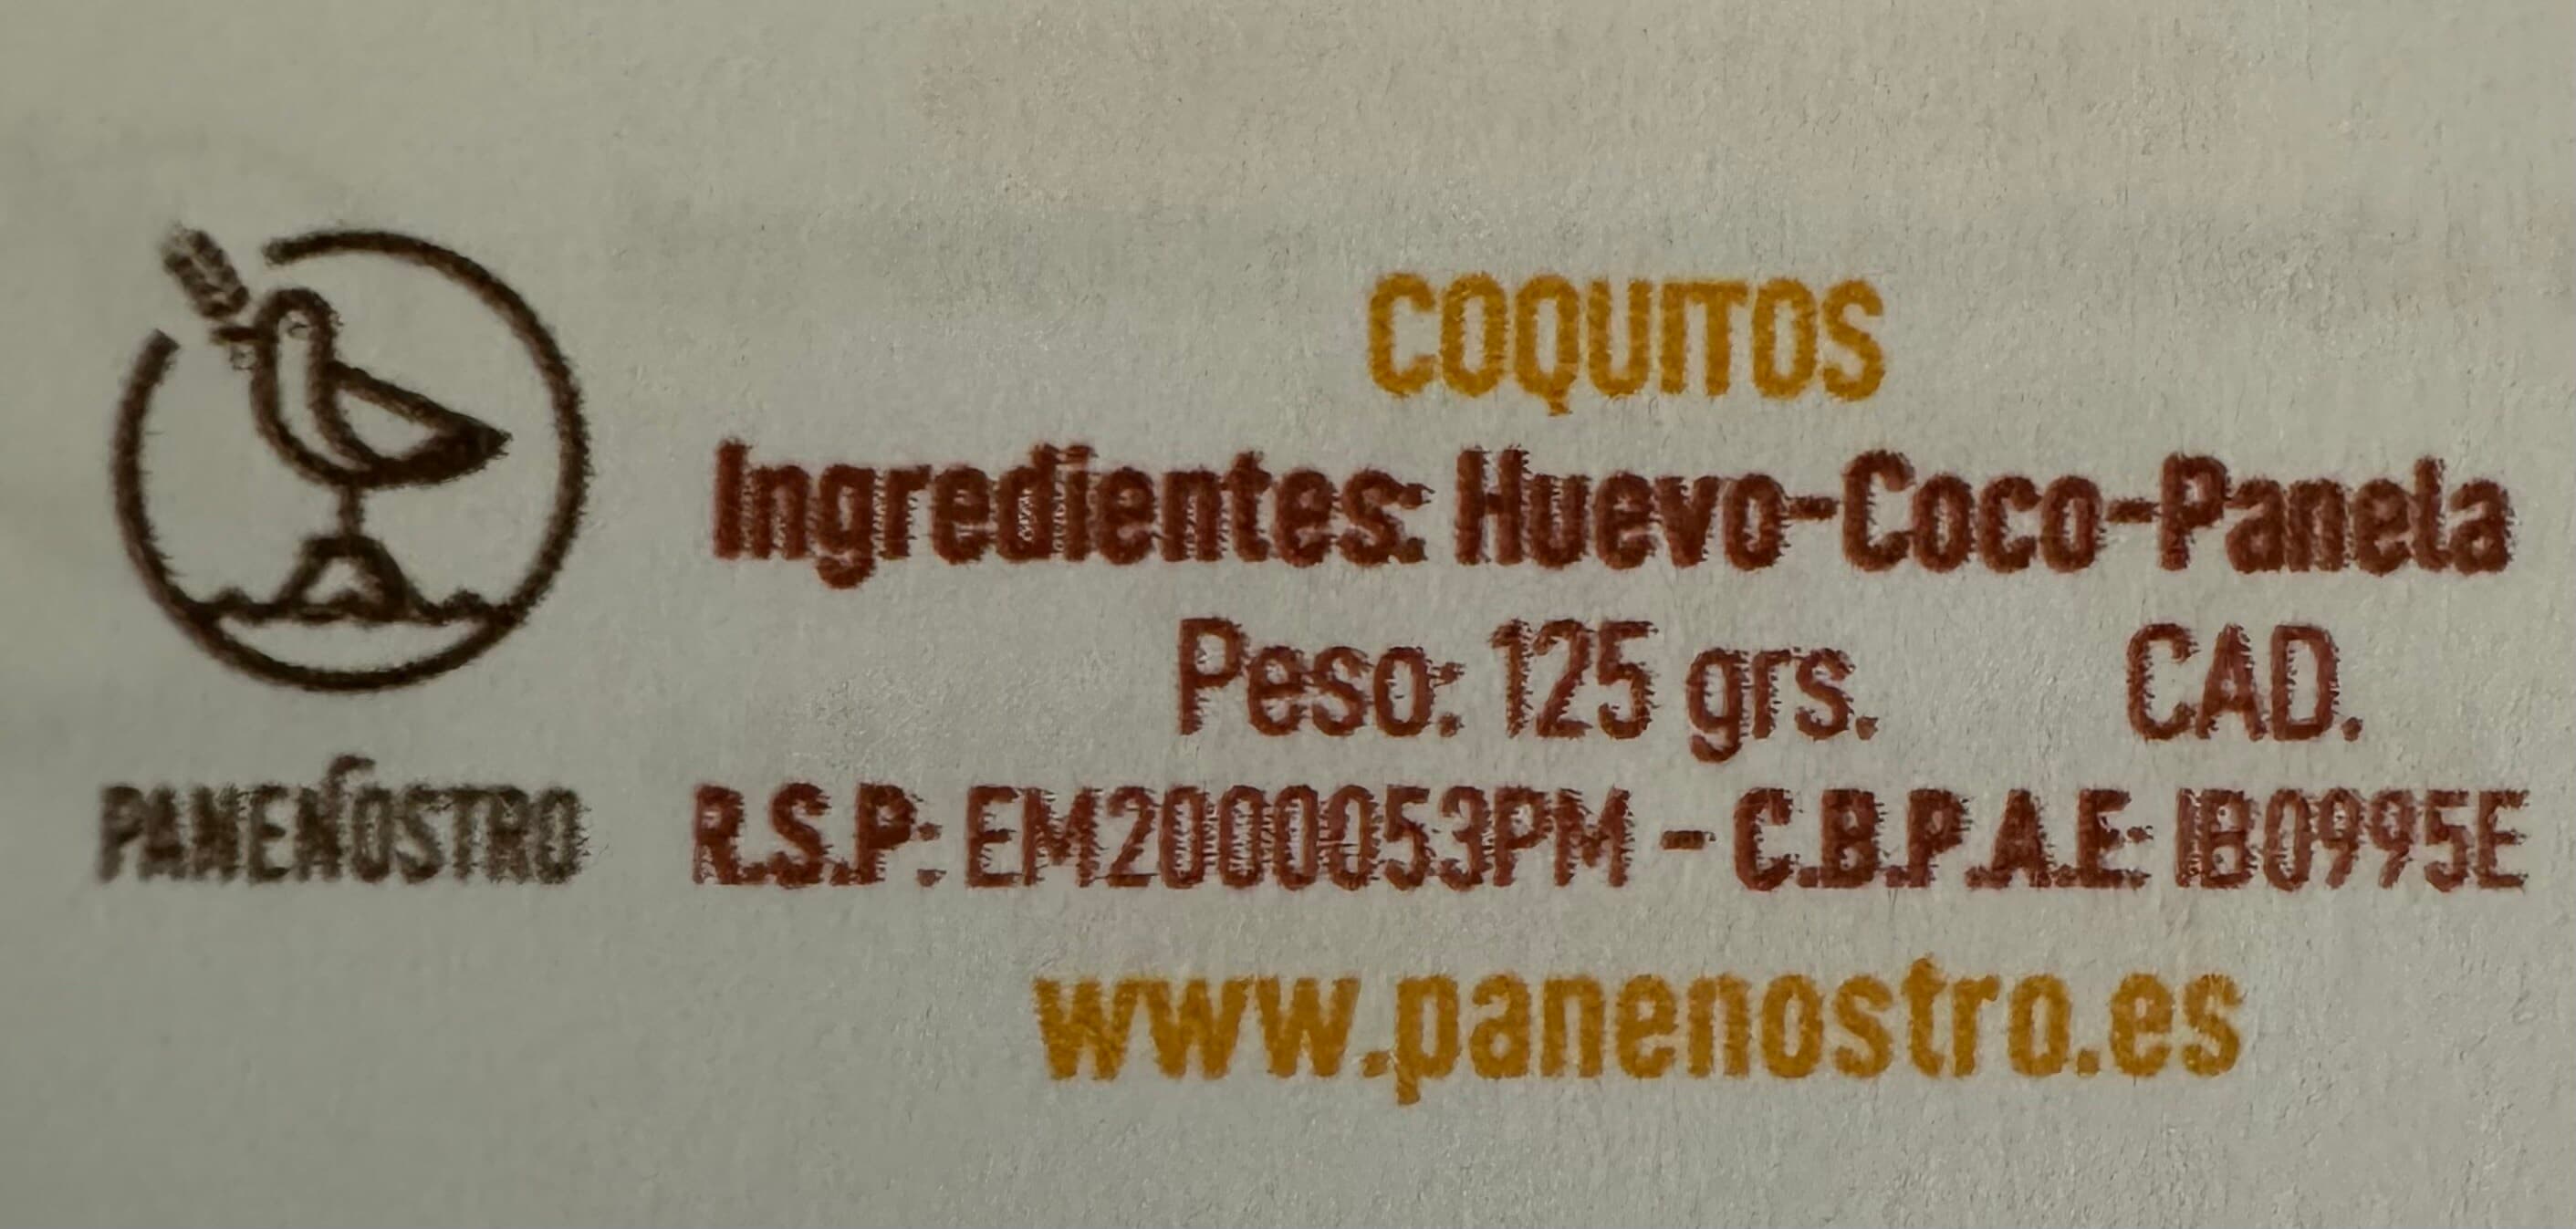 COQUITOS
Ingredientes: Huevo-Coco-Panela
Peso: 125 grs. CAD.
R.S.P: EM2000053PM - C.B.P.A.E: IB0995E
www.panenostro.es
PANENOSTRO